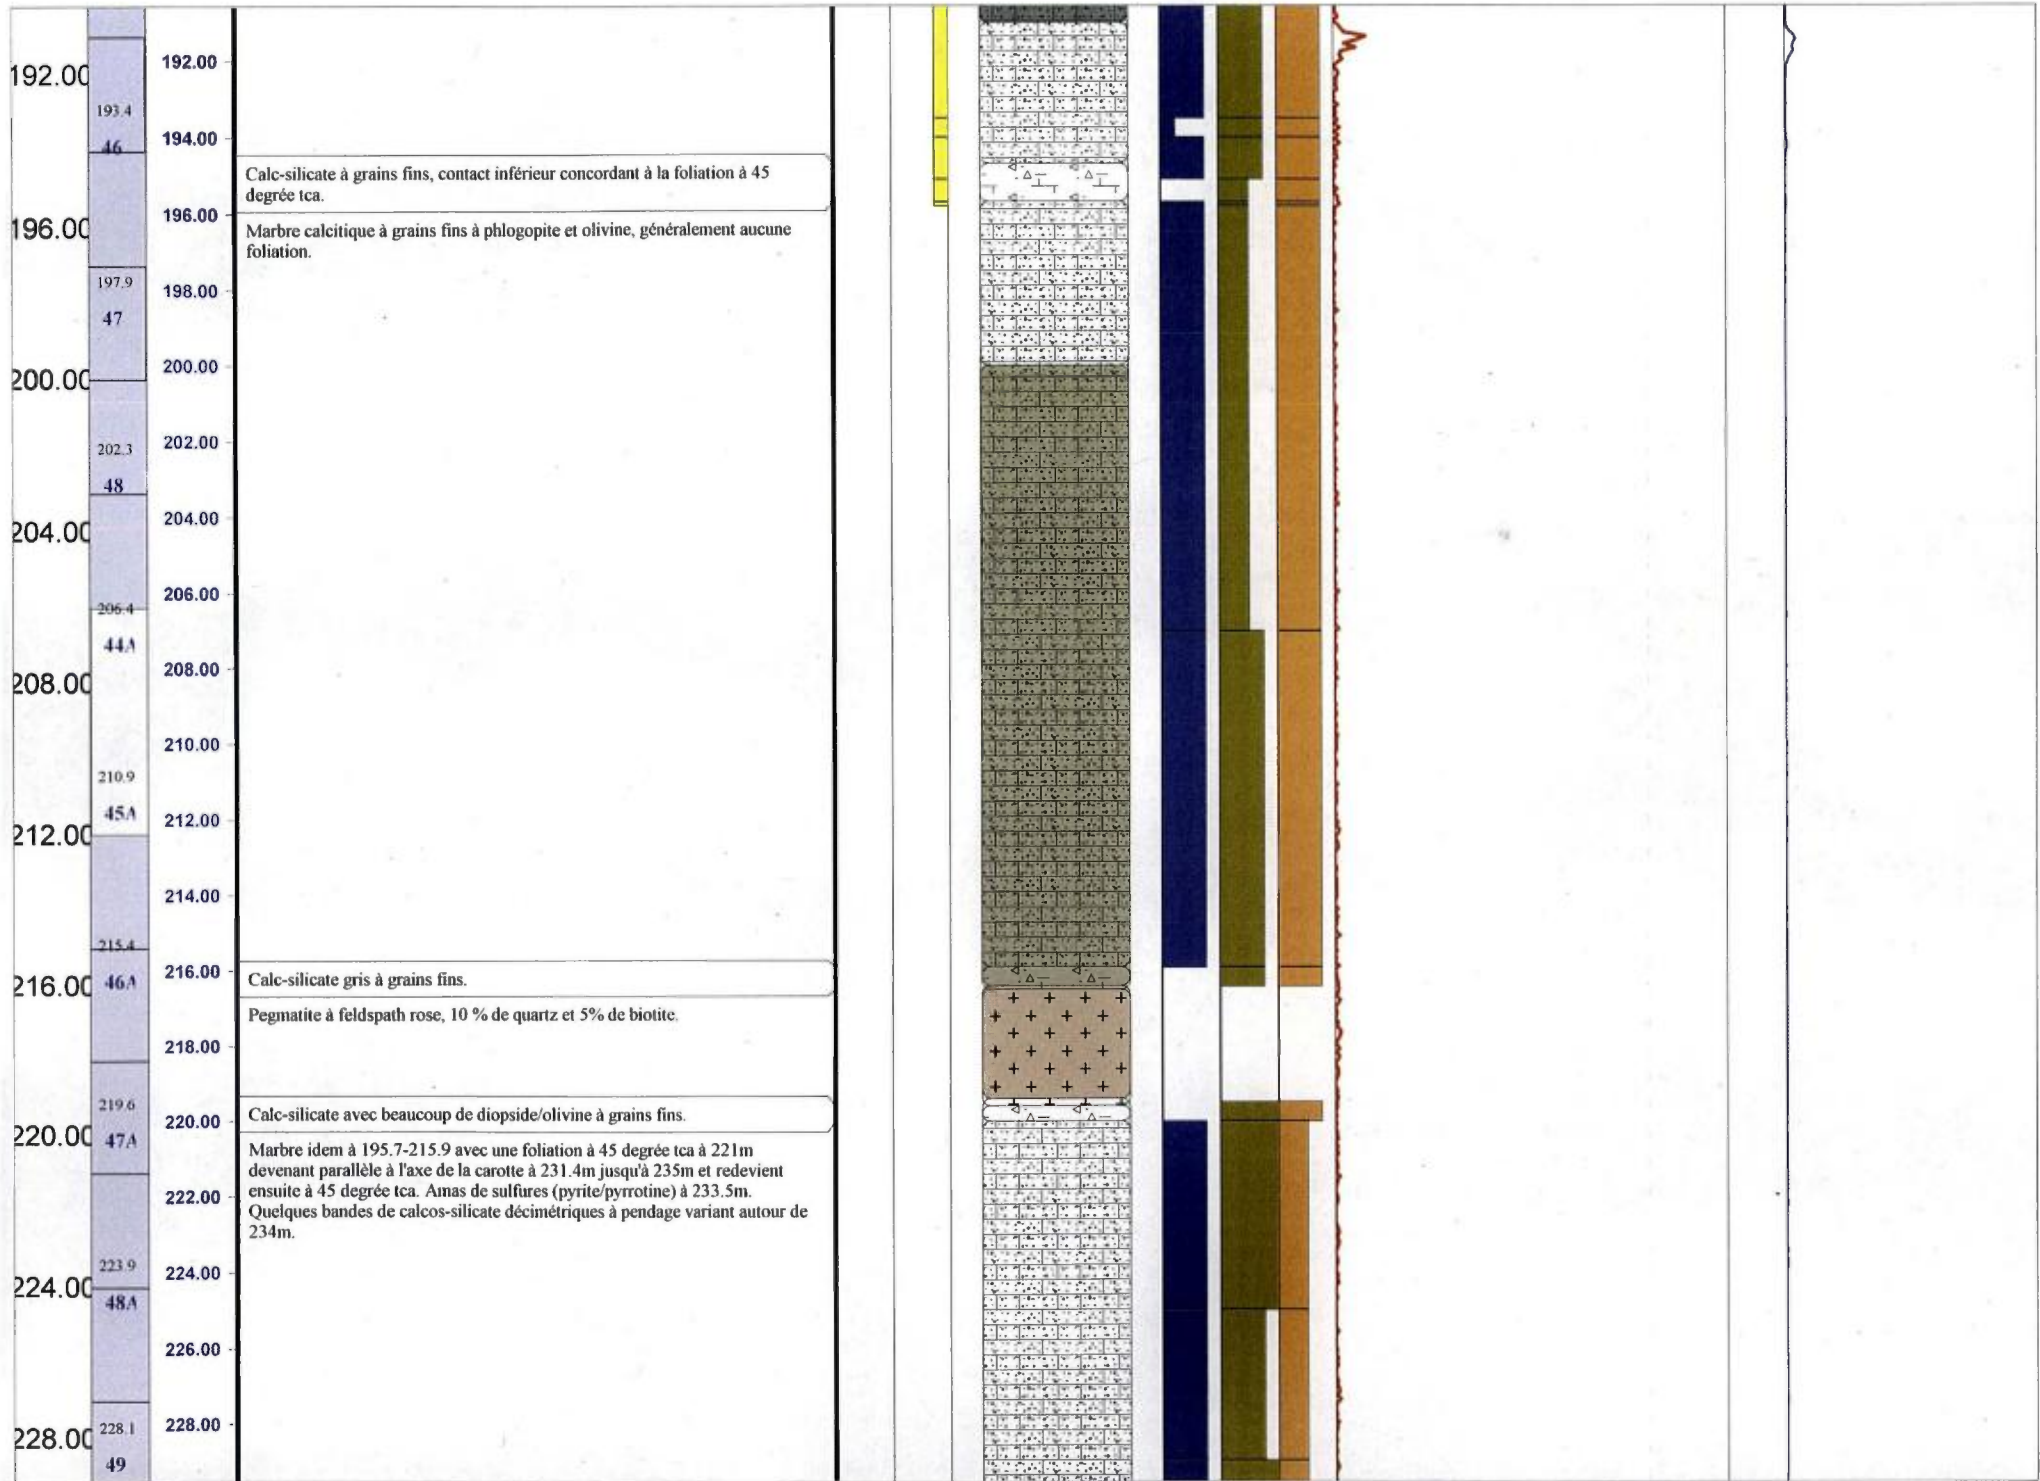 192.00
196.00
200.00
204.00
208.00
212.00
216.00
220.00
224.00
228.00
193.4
46
197.9
47
202.3
48
206.4
44A
210.9
45A
215.4
46A
219.6
47A
223.9
48A
228.1
49
192.00
194.00
196.00
198.00
200.00
202.00
204.00
206.00
208.00
210.00
212.00
214.00
216.00
218.00
220.00
222.00
224.00
226.00
228.00
Calc-silicate à grains fins, contact inférieur concordant à la foliation à 45
degrée tca.
Marbre calcitique à grains fins à phlogopite et olivine, généralement aucune
foliation.
Calc-silicate gris à grains fins.
Pegmatite à feldspath rose, 10 % de quartz et 5% de biotite.
Calc-silicate avec beaucoup de diopside/olivine à grains fins.
Marbre idem à 195.7-215.9 avec une foliation à 45 degrée tca à 221m
devenant parallèle à l'axe de la carotte à 231.4m jusqu'à 235m et redevient
ensuite à 45 degrée tca. Amas de sulfures (pyrite/pyrrotine) à 233.5m.
Quelques bandes de calcos-silicate décimétriques à pendage variant autour de
234m.